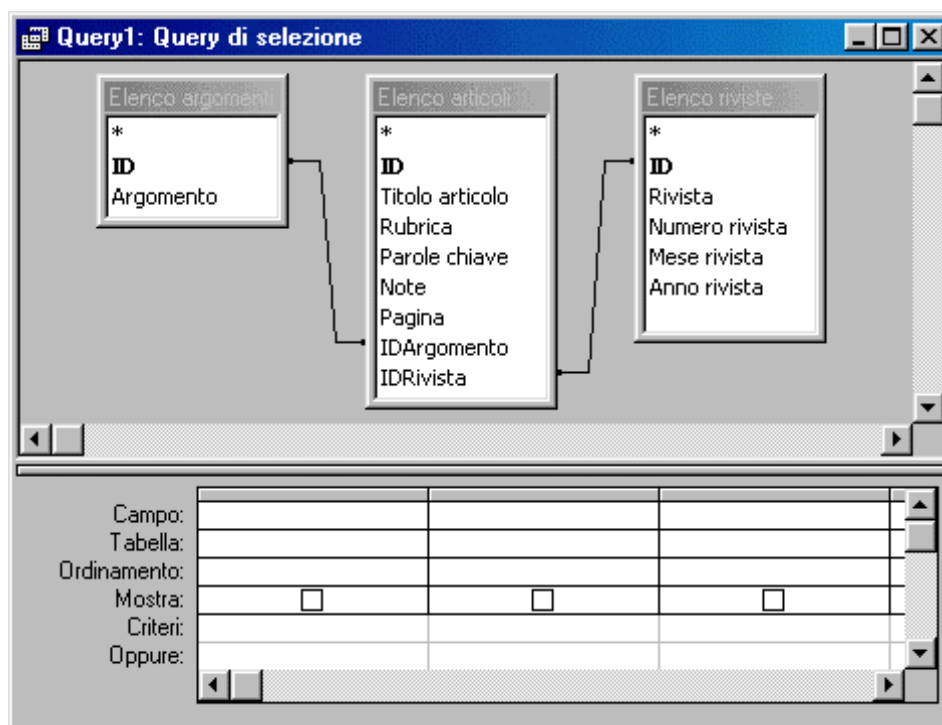 Query1: Query di selezione
Elenco argomenti
*
ID
Argomento
Elenco articoli
*
ID
Titolo articolo
Rubrica
Parole chiave
Note
Pagina
IDArgomento
IDRivista
Elenco riviste
*
ID
Rivista
Numero rivista
Mese rivista
Anno rivista
Campo:
Tabella:
Ordinamento:
Mostra:
Criteri:
Oppure: